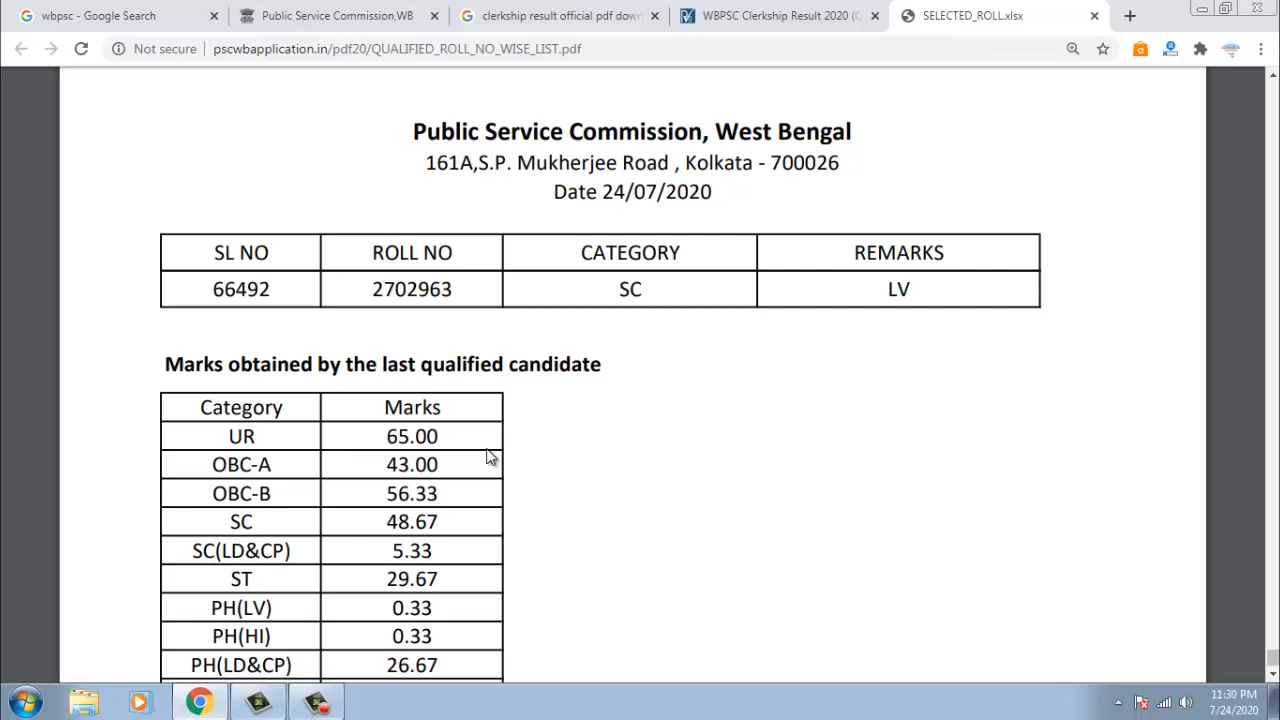 wbpsc - Google Search
Public Service Commission,WB
clerkship result official pdf dow
WBPSC Clerkship Result 2020 (
SELECTED_ROLL.xlsx
Not secure
pscwbapplication.in/pdf20/QUALIFIED_ROLL_NO_WISE_LIST.pdf
Public Service Commission, West Bengal
161A,S.P. Mukherjee Road , Kolkata - 700026
Date 24/07/2020
SL NO ROLL NO CATEGORY REMARKS
66492 2702963 SC LV
Marks obtained by the last qualified candidate
Category Marks
UR 65.00
OBC-A 43.00
OBC-B 56.33
SC 48.67
SC(LD&CP) 5.33
ST 29.67
PH(LV) 0.33
PH(HI) 0.33
PH(LD&CP) 26.67
11:30 PM
7/24/2020